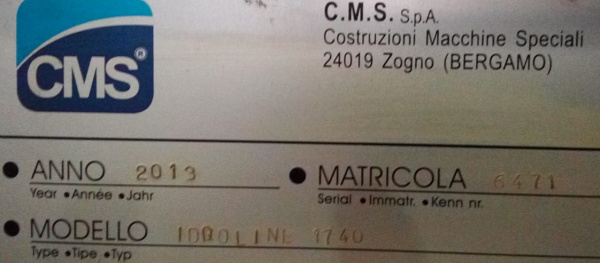 CMS®
C.M.S. S.p.A.
Costruzioni Macchine Speciali
24019 Zogno (BERGAMO)
ANNO 2013
Year • Année • Jahr
MATRICOLA 6471
Serial • Immatr. • Kenn nr.
MODELLO IDROLINE 1740
Type • Tipe • Typ